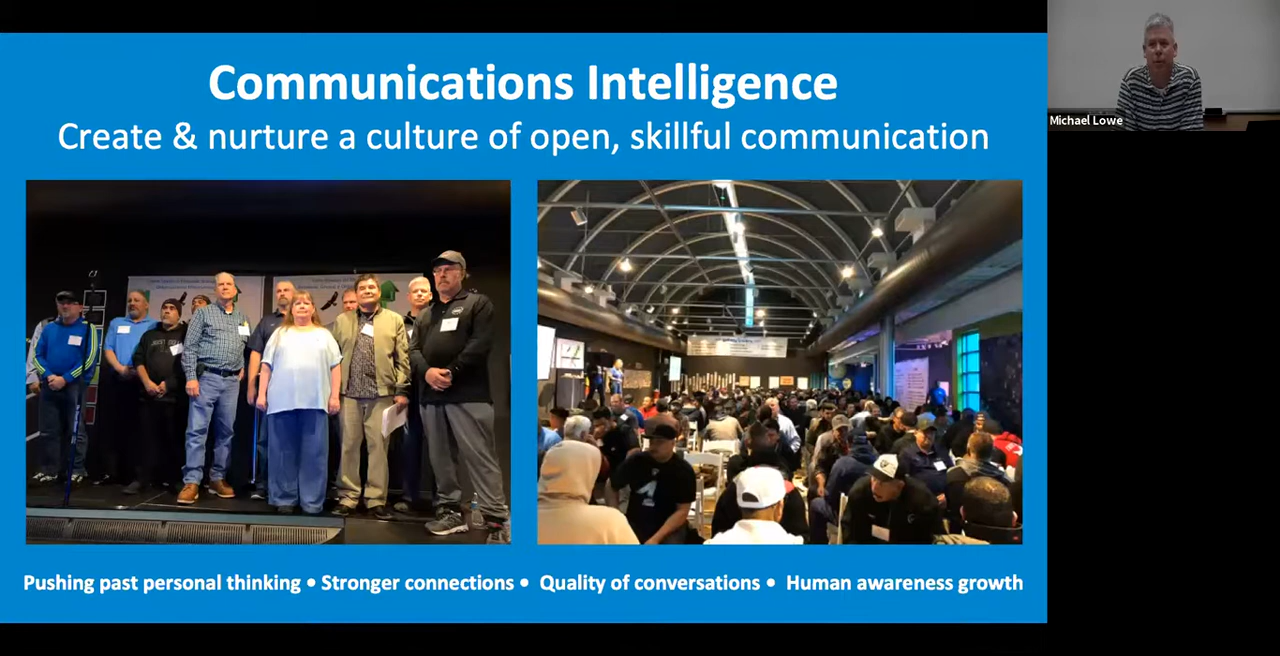 Communications Intelligence
Create & nurture a culture of open, skillful communication
Michael Lowe
Pushing past personal thinking • Stronger connections • Quality of conversations • Human awareness growth